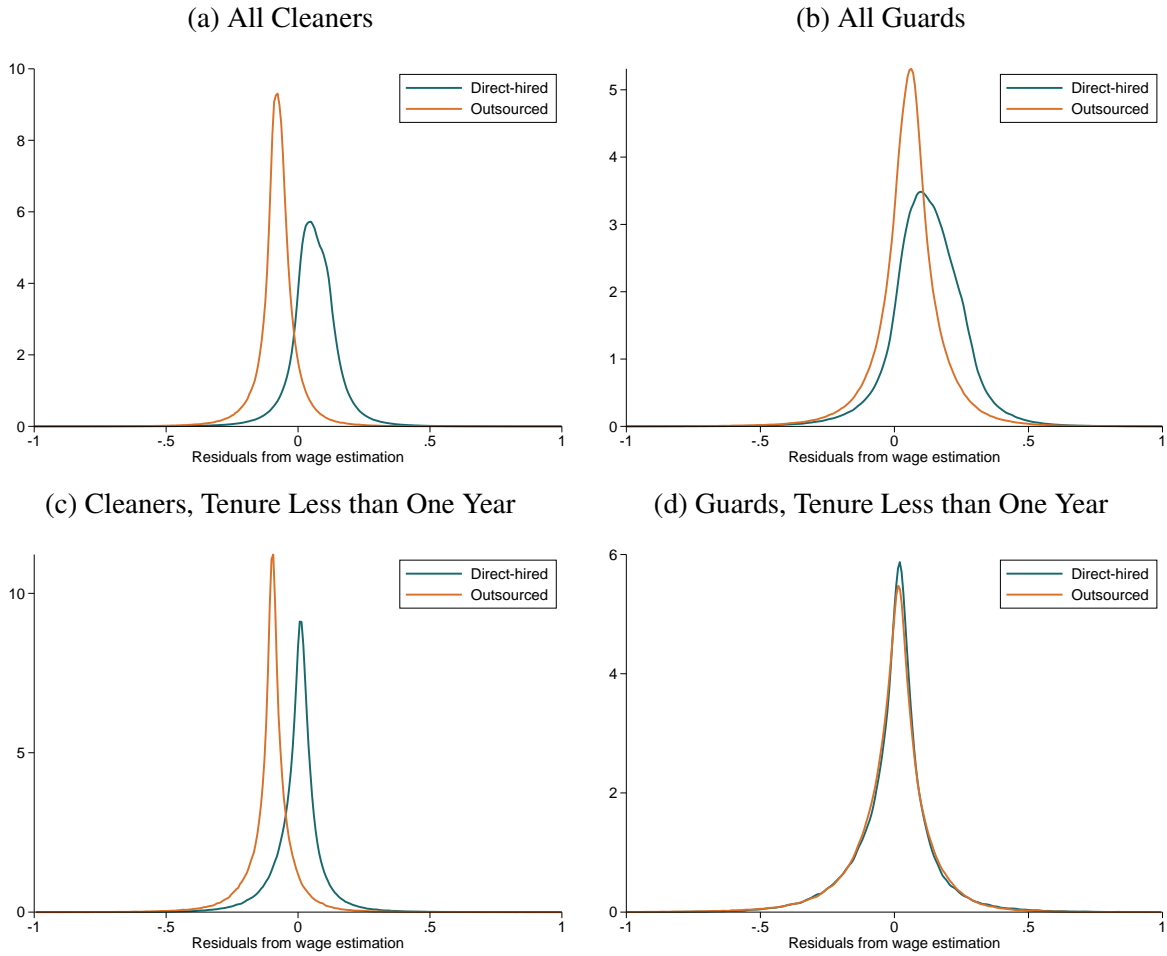 (a) All Cleaners
10
8
6
4
2
0
-1
-.5
0
.5
1
Residuals from wage estimation
Direct-hired
Outsourced
(b) All Guards
5
4
3
2
1
0
-1
-.5
0
.5
1
Residuals from wage estimation
Direct-hired
Outsourced
(c) Cleaners, Tenure Less than One Year
10
5
0
-1
-.5
0
.5
1
Residuals from wage estimation
Direct-hired
Outsourced
(d) Guards, Tenure Less than One Year
6
4
2
0
-1
-.5
0
.5
1
Residuals from wage estimation
Direct-hired
Outsourced